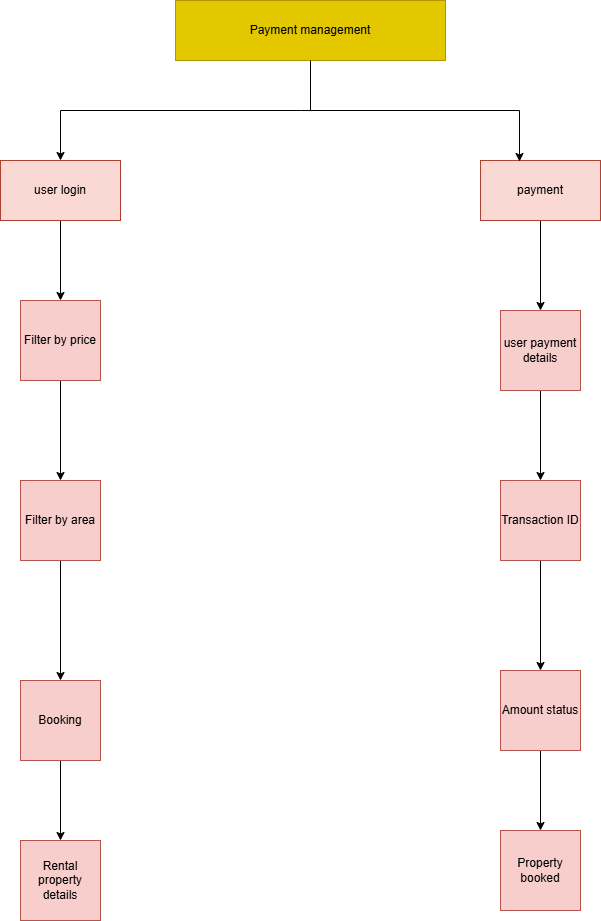 Payment management
user login
payment
Filter by price
user payment
details
Filter by area
Transaction ID
Booking
Amount status
Rental
property
details
Property
booked